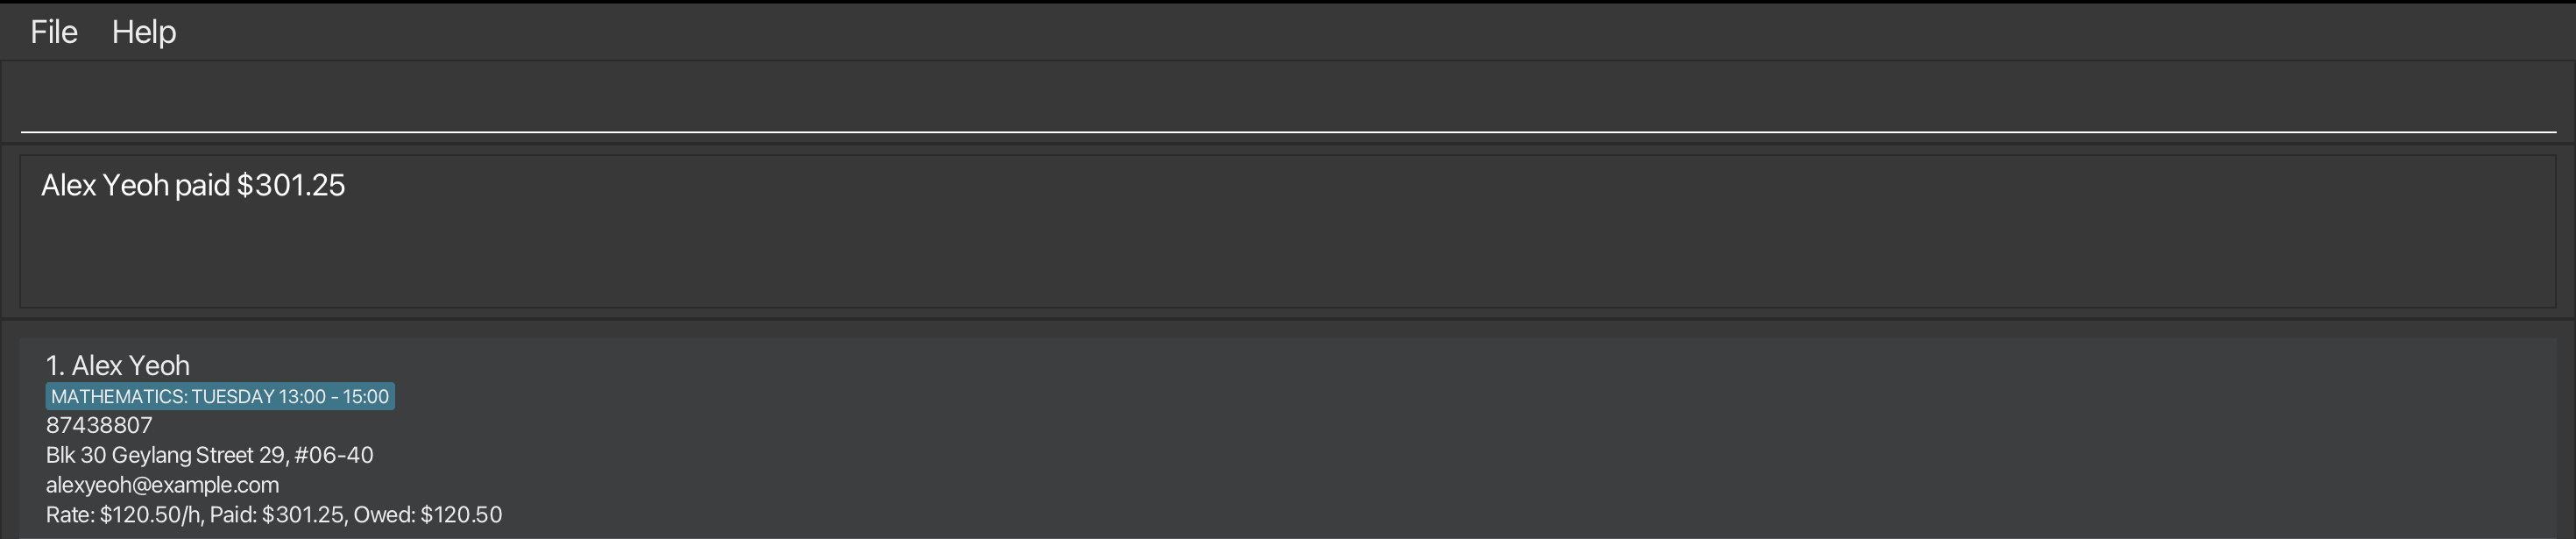 File Help
Alex Yeoh paid $301.25
1. Alex Yeoh
MATHEMATICS: TUESDAY 13:00 - 15:00
87438807
Blk 30 Geylang Street 29, #06-40
alexyeoh@example.com
Rate: $120.50/h, Paid: $301.25, Owed: $120.50